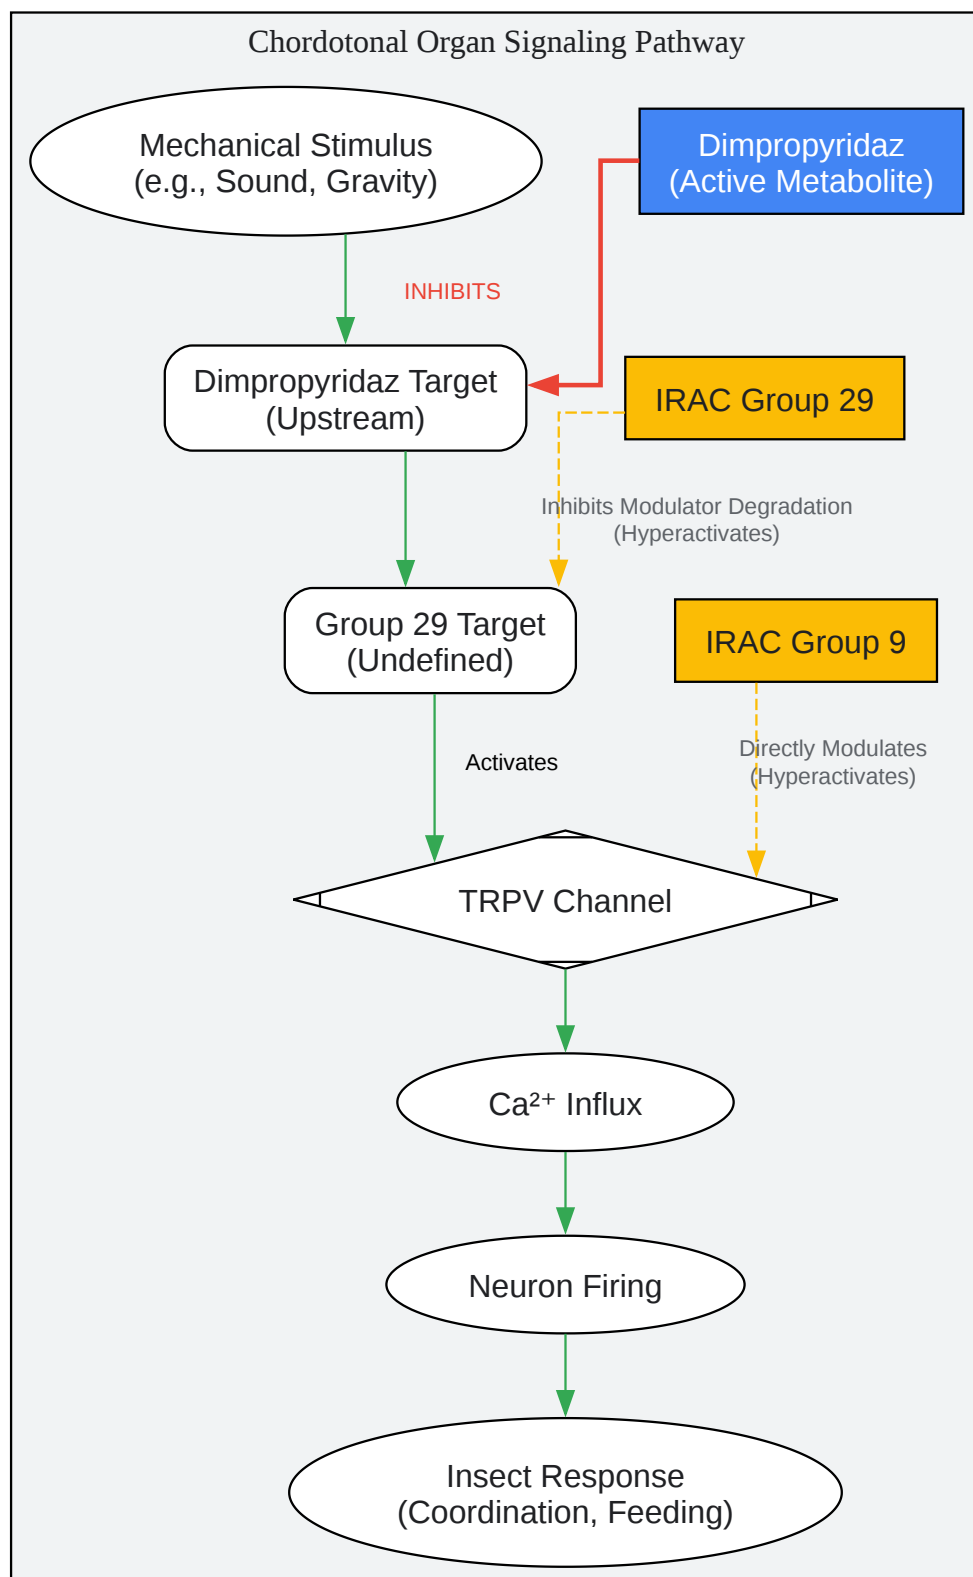 Chordotonal Organ Signaling Pathway
Mechanical Stimulus
(e.g., Sound, Gravity)
Dimpropyridaz
(Active Metabolite)
INHIBITS
Dimpropyridaz Target
(Upstream)
IRAC Group 29
Inhibits Modulator Degradation
(Hyperactivates)
Group 29 Target
(Undefined)
IRAC Group 9
Activates
Directly Modulates
(Hyperactivates)
TRPV Channel
Ca²⁺ Influx
Neuron Firing
Insect Response
(Coordination, Feeding)